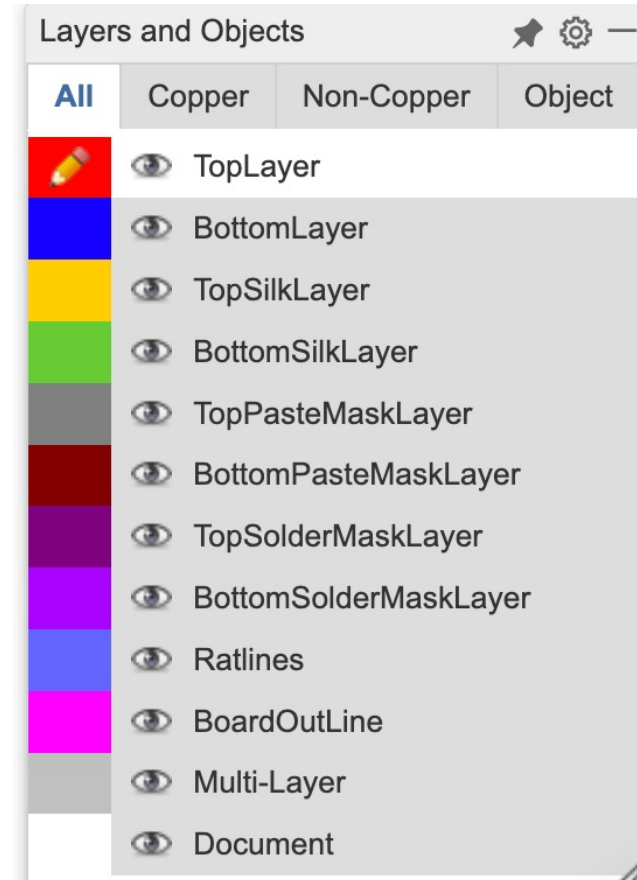 Layers and Objects
All Copper Non-Copper Object
TopLayer
BottomLayer
TopSilkLayer
BottomSilkLayer
TopPasteMaskLayer
BottomPasteMaskLayer
TopSolderMaskLayer
BottomSolderMaskLayer
Ratlines
BoardOutLine
Multi-Layer
Document